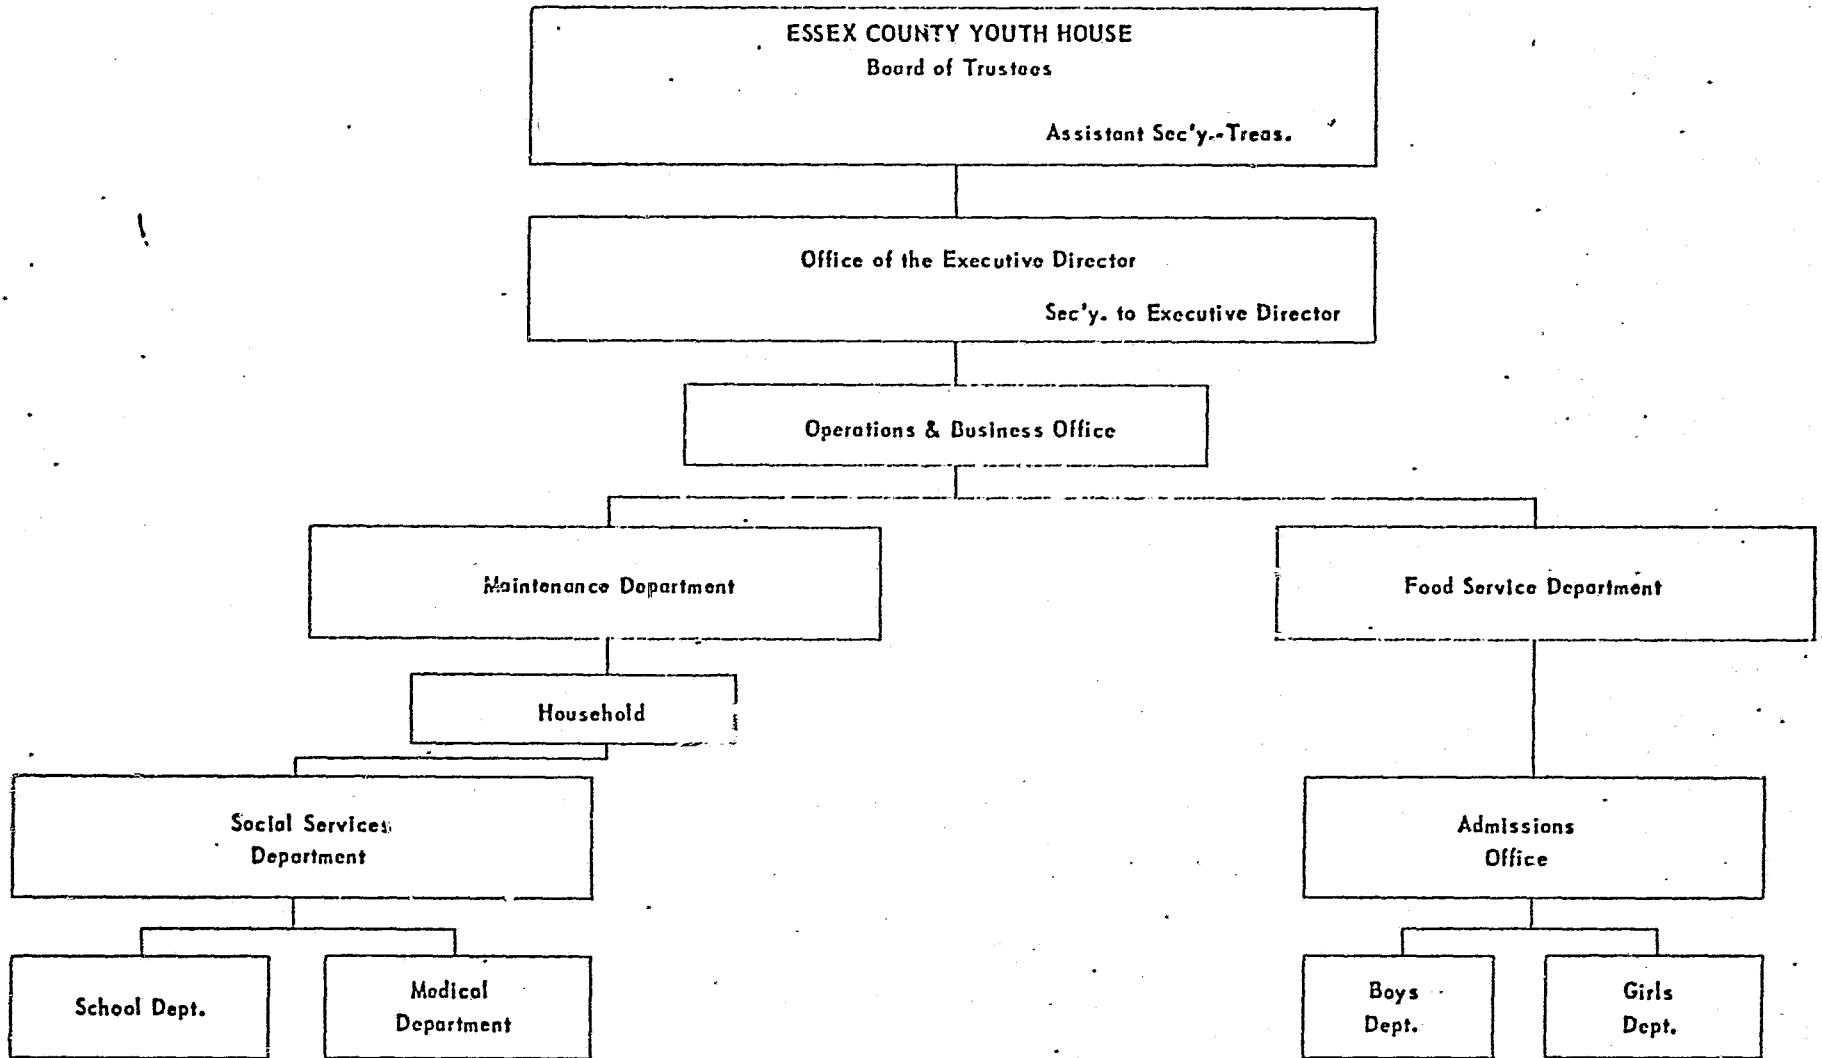 ESSEX COUNTY YOUTH HOUSE
Board of Trustees
Assistant Sec'y.-Treas.
Office of the Executive Director
Sec'y. to Executive Director
Operations & Business Office
Maintenance Department
Food Service Department
Household
Social Services
Department
Admissions
Office
School Dept.
Medical
Department
Boys
Dept.
Girls
Dept.